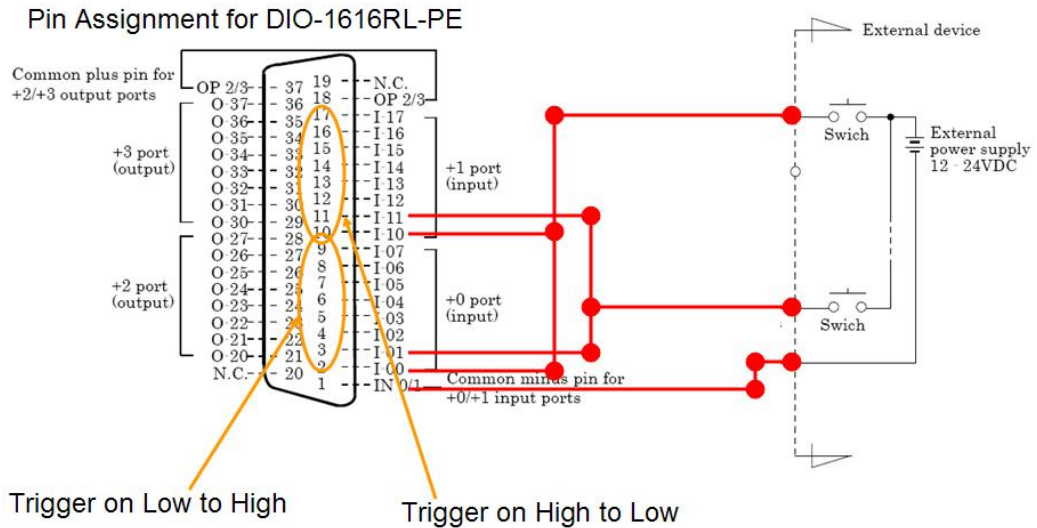 Pin Assignment for DIO-1616RL-PE
External device
Common plus pin for
+2/+3 output ports
OP 2/3 37 19 N.C.
O-37 36 18 OP 2/3
O-36 35 17 I-17
O-35 34 16 I-16
O-34 33 15 I-15
O-33 32 14 I-14
O-32 31 13 I-13
O-31 30 12 I-12
O-30 29 11 I-11
O-27 28 10 I-10
O-26 27 9 I-07
O-25 26 8 I-06
O-24 25 7 I-05
O-23 24 6 I-04
O-22 23 5 I-03
O-21 22 4 I-02
O-20 21 3 I-01
N.C. 20 2 I-00
1 IN 0/1
+3 port
(output)
+2 port
(output)
+1 port
(input)
+0 port
(input)
Common minus pin for
+0/+1 input ports
Swich
External
power supply
12 - 24VDC
Swich
Trigger on Low to High
Trigger on High to Low